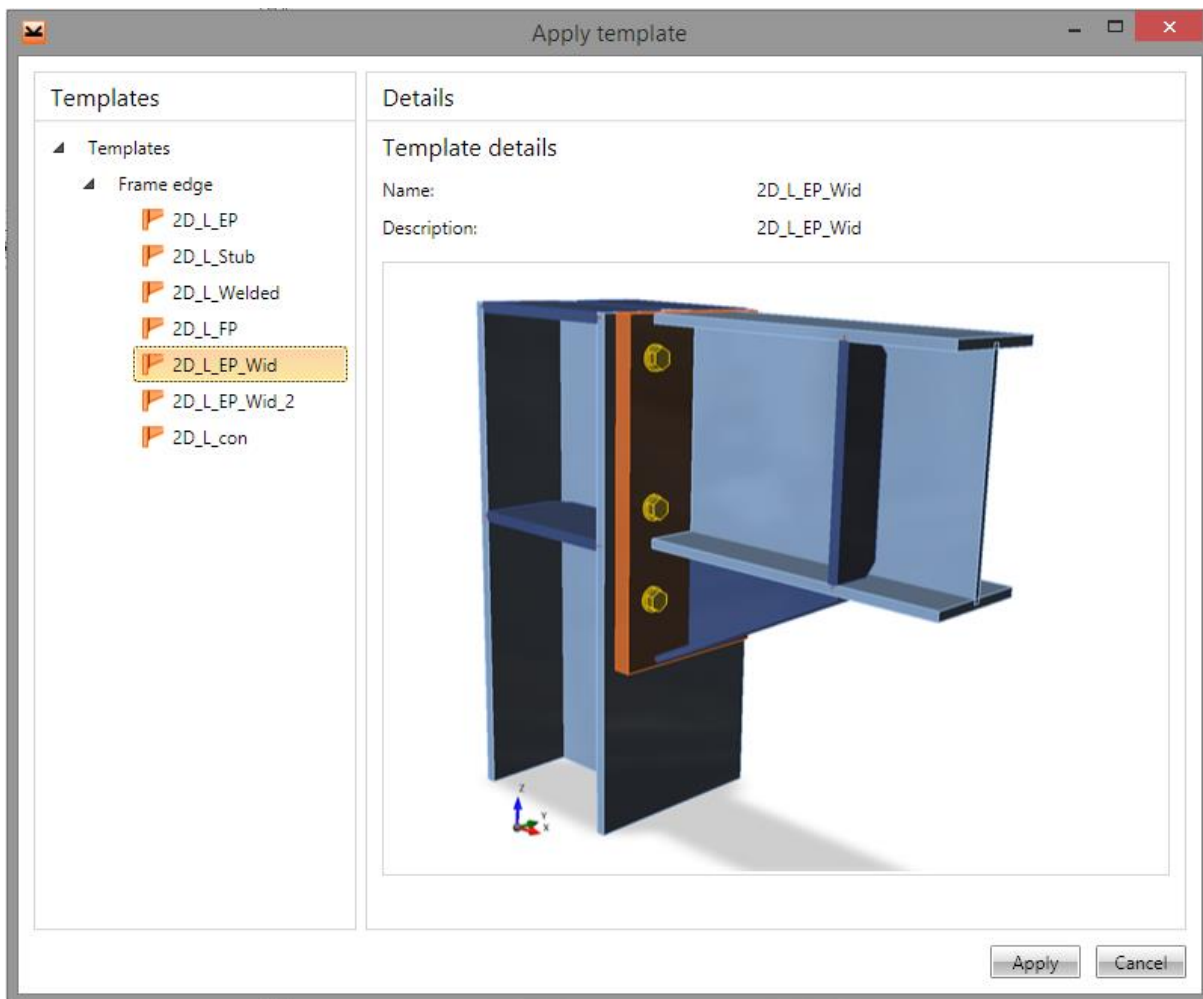 Apply template
Templates
Templates
Frame edge
2D_L_EP
2D_L_Stub
2D_L_Welded
2D_L_FP
2D_L_EP_Wid
2D_L_EP_Wid_2
2D_L_con
Details
Template details
Name: 2D_L_EP_Wid
Description: 2D_L_EP_Wid
Z
Y
X
Apply Cancel